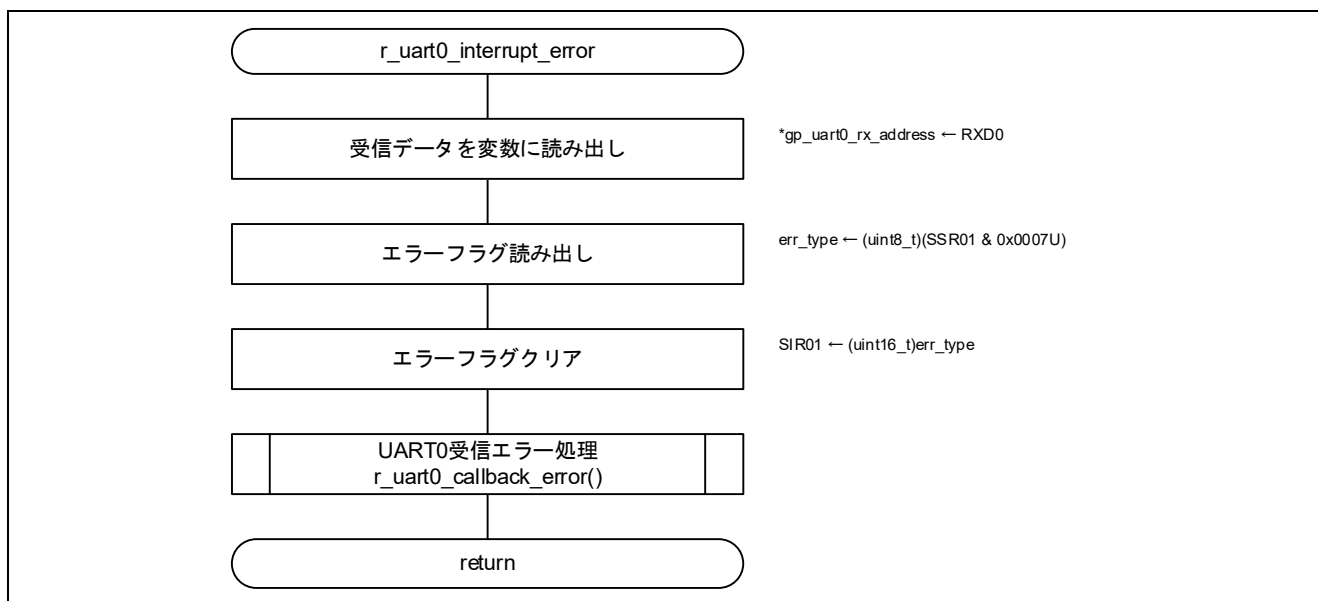 r_uart0_interrupt_error
受信データを変数に読み出し
*gp_uart0_rx_address ← RXD0
エラーフラグ読み出し
err_type ← (uint8_t)(SSR01 & 0x0007U)
エラーフラグクリア
SIR01 ← (uint16_t)err_type
UART0受信エラー処理
r_uart0_callback_error()
return